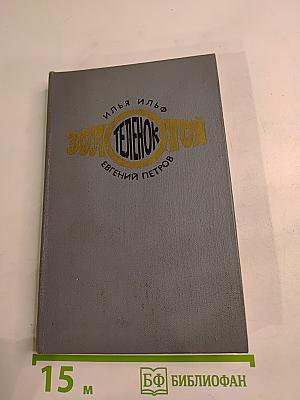 ИЛЬЯ ИЛЬФ
ЗОЛОТОЙ
ТЕЛЕНОК
ЕВГЕНИЙ ПЕТРОВ
15 м
БФ БИБЛИОФАН